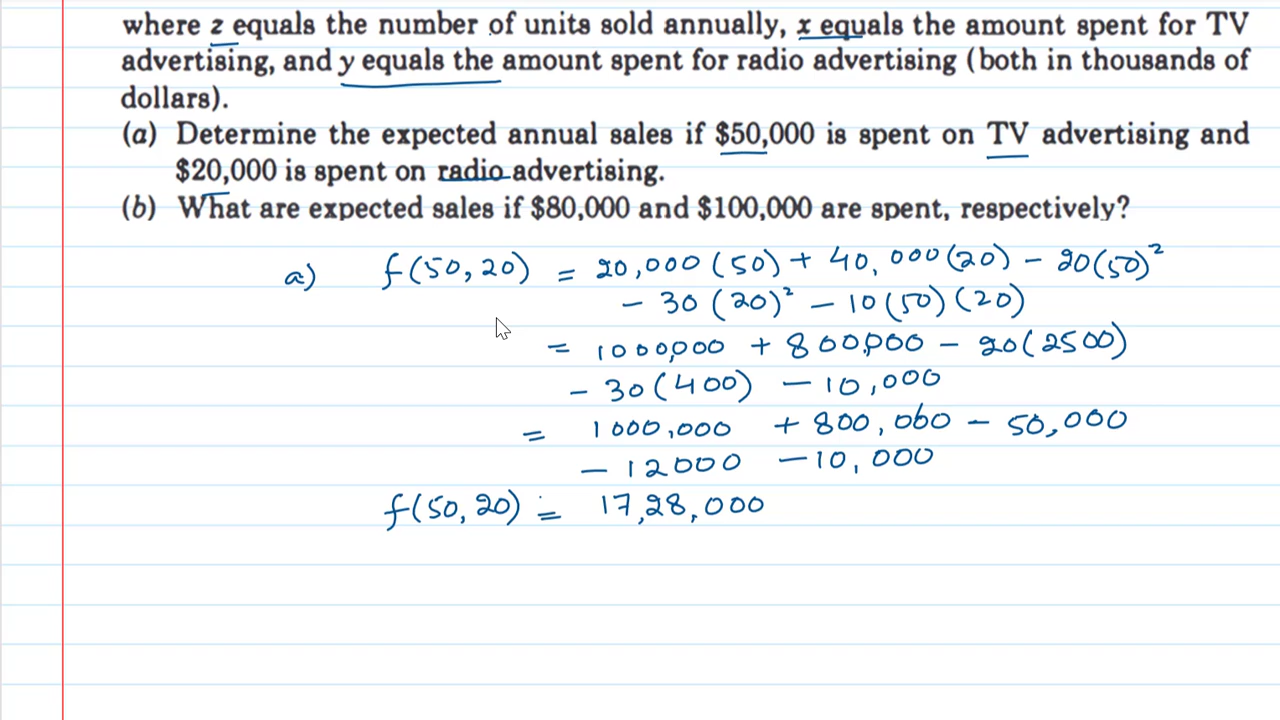 where z equals the number of units sold annually, x equals the amount spent for TV
advertising, and y equals the amount spent for radio advertising (both in thousands of
dollars).
(a) Determine the expected annual sales if $50,000 is spent on TV advertising and
$20,000 is spent on radio advertising.
(b) What are expected sales if $80,000 and $100,000 are spent, respectively?
a) f(50,20) = 20,000(50) + 40,000(20) - 20(50)²
- 30(20)² - 10(50)(20)
= 1000,000 + 800,000 - 20(2500)
- 30(400) - 10,000
= 1000,000 + 800,000 - 50,000
- 12000 - 10,000
f(50,20) = 17,28,000